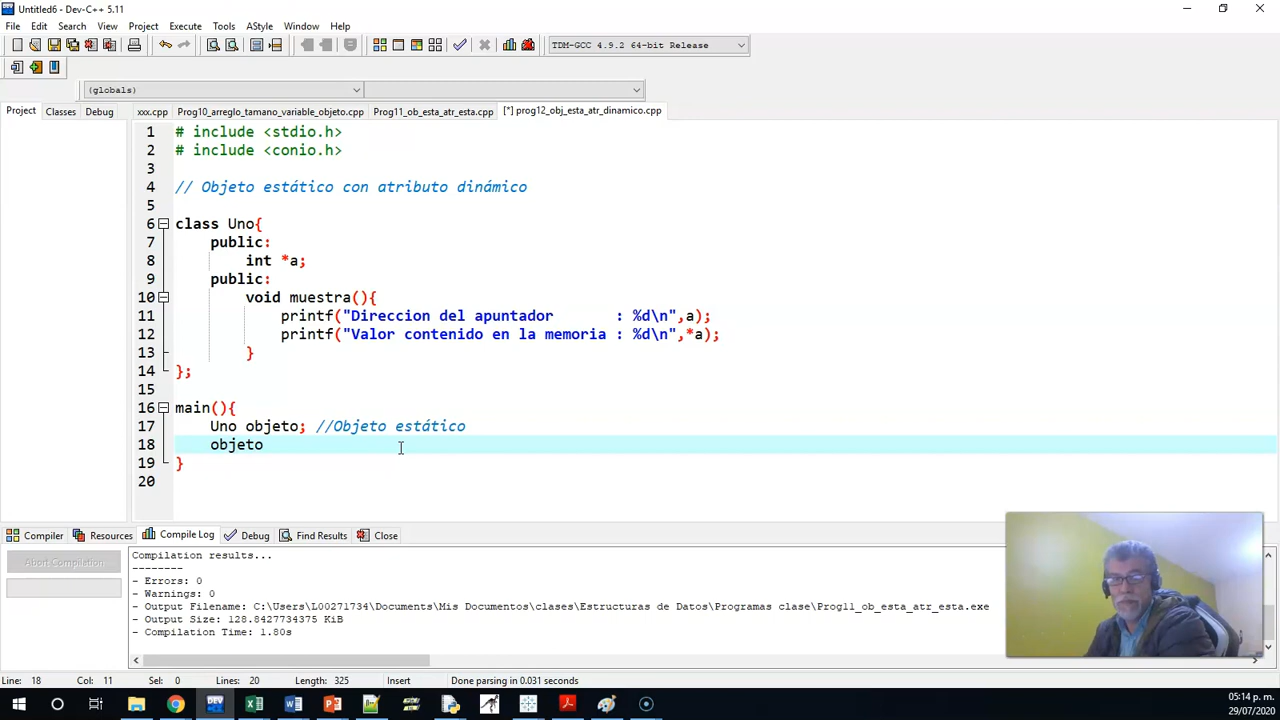 Untitled6 - Dev-C++ 5.11
File Edit Search View Project Execute Tools AStyle Window Help
TDM-GCC 4.9.2 64-bit Release
(globals)
Project Classes Debug xxx.cpp Prog10_arreglo_tamano_variable_objeto.cpp Prog11_ob_esta_atr_esta.cpp [*] prog12_obj_esta_atr_dinamico.cpp
1 # include <stdio.h>
2 # include <conio.h>
3
4 // Objeto estático con atributo dinámico
5
6 class Uno{
7 public:
8 int *a;
9 public:
10 void muestra(){
11 printf("Direccion del apuntador : %d\n",a);
12 printf("Valor contenido en la memoria : %d\n",*a);
13 }
14 };
15
16 main(){
17 Uno objeto; //Objeto estático
18 objeto
19 }
20
Compiler Resources Compile Log Debug Find Results Close
Abort Compilation
Compilation results...
--------
- Errors: 0
- Warnings: 0
- Output Filename: C:\Users\L00271734\Documents\Mis Documentos\clases\Estructuras de Datos\Programas clase\Prog11_ob_esta_atr_esta.exe
- Output Size: 128.8427734375 KiB
- Compilation Time: 1.80s
Line: 18 Col: 11 Sel: 0 Lines: 20 Length: 325 Insert Done parsing in 0.031 seconds
DEV
05:14 p. m.
29/07/2020